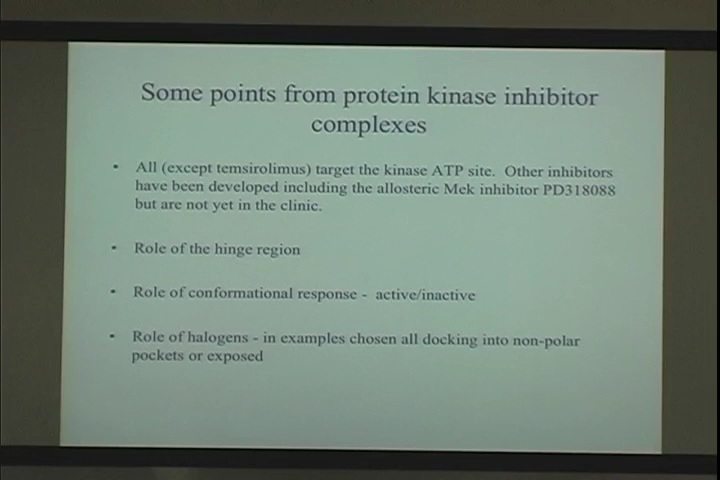 Some points from protein kinase inhibitor
complexes
• All (except temsirolimus) target the kinase ATP site. Other inhibitors
have been developed including the allosteric Mek inhibitor PD318088
but are not yet in the clinic.
• Role of the hinge region
• Role of conformational response - active/inactive
• Role of halogens - in examples chosen all docking into non-polar
pockets or exposed